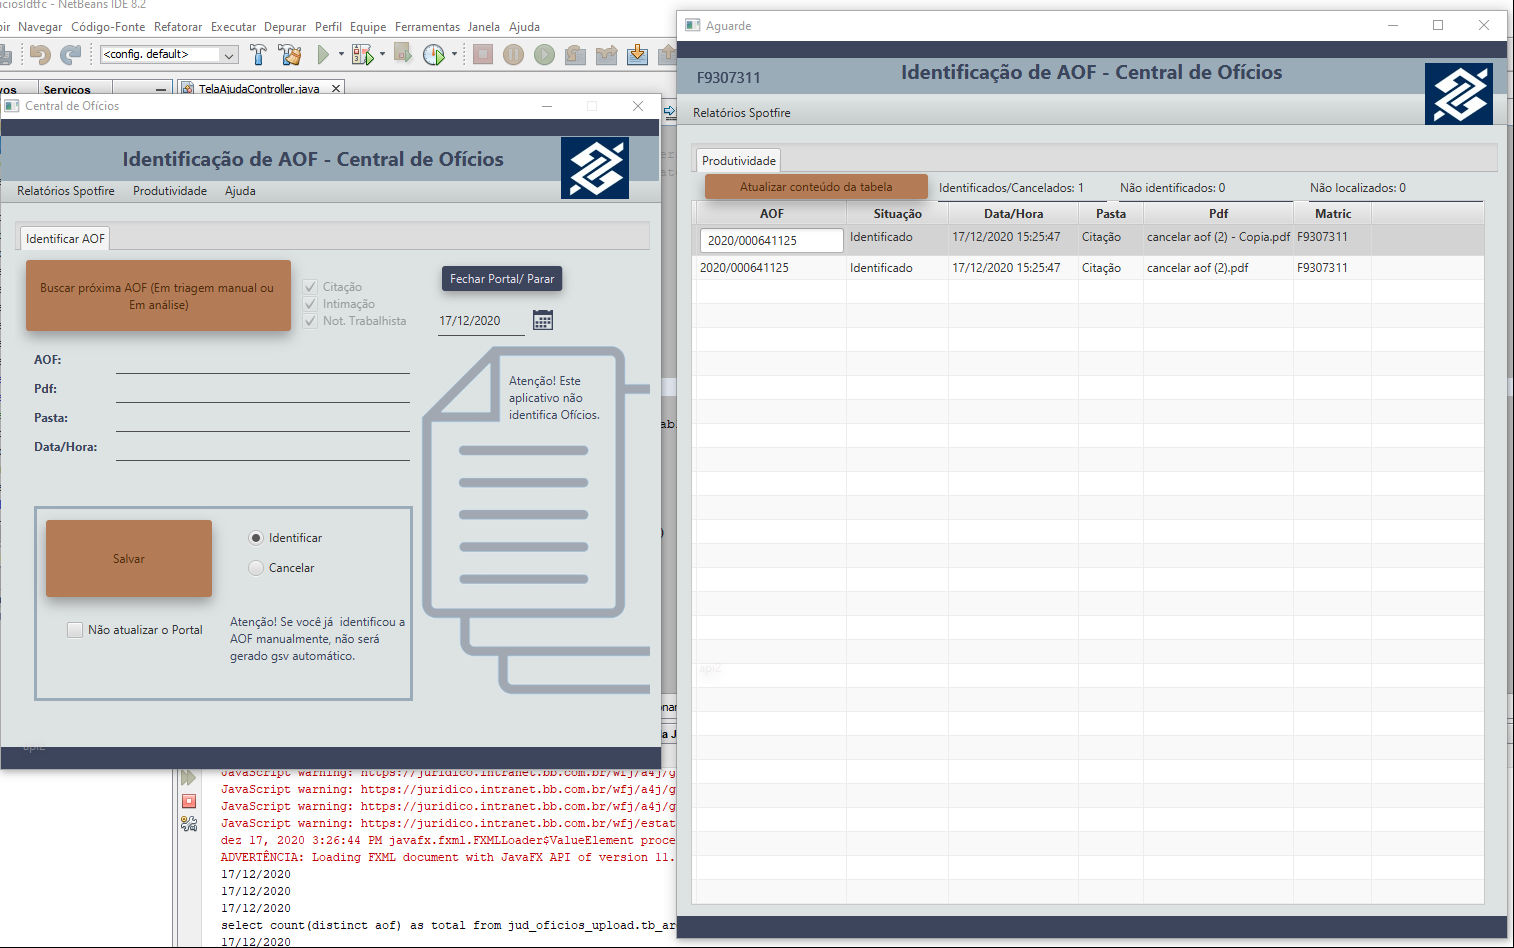 oficiosldtfc - NetBeans IDE 8.2
Navegar Código-Fonte Refatorar Executar Depurar Perfil Equipe Ferramentas Janela Ajuda
<config. default>
Serviços
TelaAjudaController.java
Central de Ofícios
Identificação de AOF - Central de Ofícios
Relatórios Spotfire Produtividade Ajuda
Identificar AOF
Buscar próxima AOF (Em triagem manual ou
Em análise)
Citação
Intimação
Not. Trabalhista
Fechar Portal/ Parar
17/12/2020
AOF:
Pdf:
Pasta:
Data/Hora:
Atenção! Este
aplicativo não
identifica Ofícios.
Salvar
Identificar
Cancelar
Não atualizar o Portal
Atenção! Se você já identificou a
AOF manualmente, não será
gerado gsv automático.
JavaScript warning: https://juridico.intranet.bb.com.br/wfj/a4j/g
JavaScript warning: https://juridico.intranet.bb.com.br/wfj/a4j/g
JavaScript warning: https://juridico.intranet.bb.com.br/wfj/a4j/g
JavaScript warning: https://juridico.intranet.bb.com.br/wfj/estat
dez 17, 2020 3:26:44 PM javafx.fxml.FXMLLoader$ValueElement proce
ADVERTÊNCIA: Loading FXML document with JavaFX API of version 11.
17/12/2020
17/12/2020
17/12/2020
select count(distinct aof) as total from jud_oficios_upload.tb_ar
17/12/2020
Aguarde
F9307311
Identificação de AOF - Central de Ofícios
Relatórios Spotfire
Produtividade
Atualizar conteúdo da tabela
Identificados/Cancelados: 1
Não identificados: 0
Não localizados: 0
AOF Situação Data/Hora Pasta Pdf Matric
2020/000641125 Identificado 17/12/2020 15:25:47 Citação cancelar aof (2) - Copia.pdf F9307311
2020/000641125 Identificado 17/12/2020 15:25:47 Citação cancelar aof (2).pdf F9307311